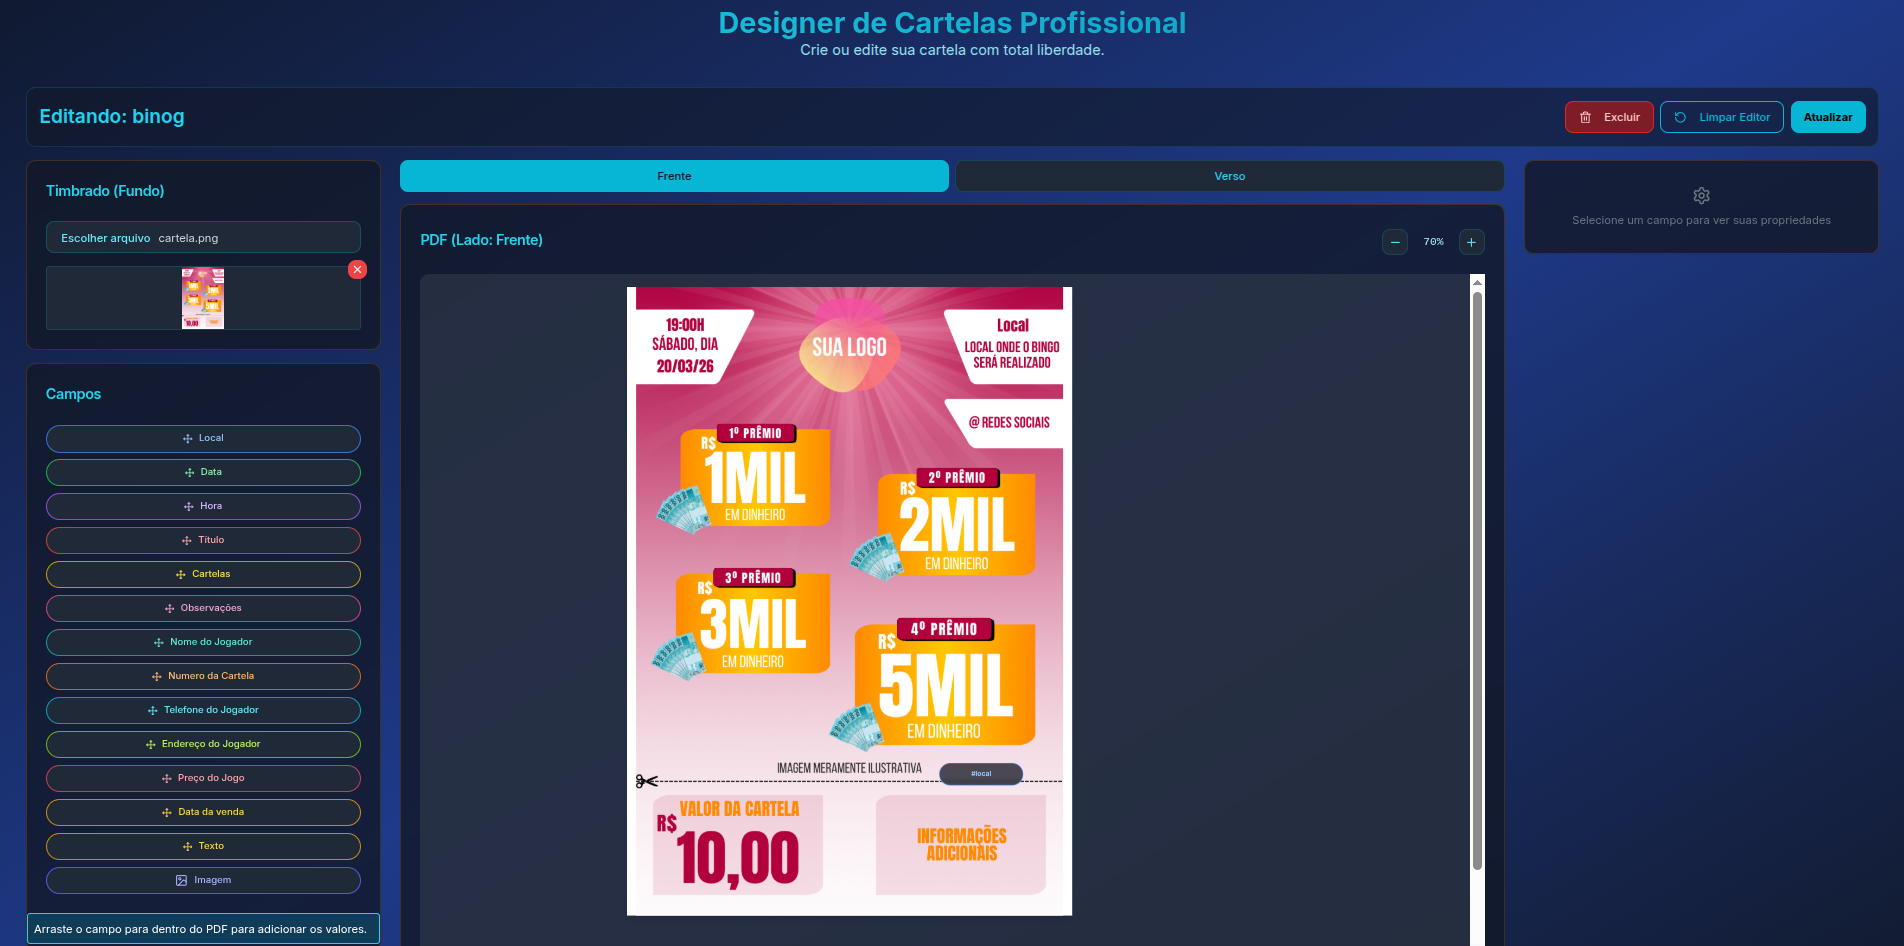 Designer de Cartelas Profissional
Crie ou edite sua cartela com total liberdade.
Editando: binog
Excluir
Limpar Editor
Atualizar
Timbrado (Fundo)
Escolher arquivo cartela.png
Campos
Local
Data
Hora
Título
Cartelas
Observações
Nome do Jogador
Numero da Cartela
Telefone do Jogador
Endereço do Jogador
Preço do Jogo
Data da venda
Texto
Imagem
Arraste o campo para dentro do PDF para adicionar os valores.
Frente
Verso
PDF (Lado: Frente)
70%
19:00H
SÁBADO, DIA
20/03/26
SUA LOGO
Local
LOCAL ONDE O BINGO
SERÁ REALIZADO
@ REDES SOCIAIS
1º PRÊMIO
R$
1MIL
EM DINHEIRO
2º PRÊMIO
R$
2MIL
EM DINHEIRO
3º PRÊMIO
R$
3MIL
EM DINHEIRO
4º PRÊMIO
R$
5MIL
EM DINHEIRO
IMAGEM MERAMENTE ILUSTRATIVA
#local
VALOR DA CARTELA
R$
10,00
INFORMAÇÕES
ADICIONAIS
Selecione um campo para ver suas propriedades